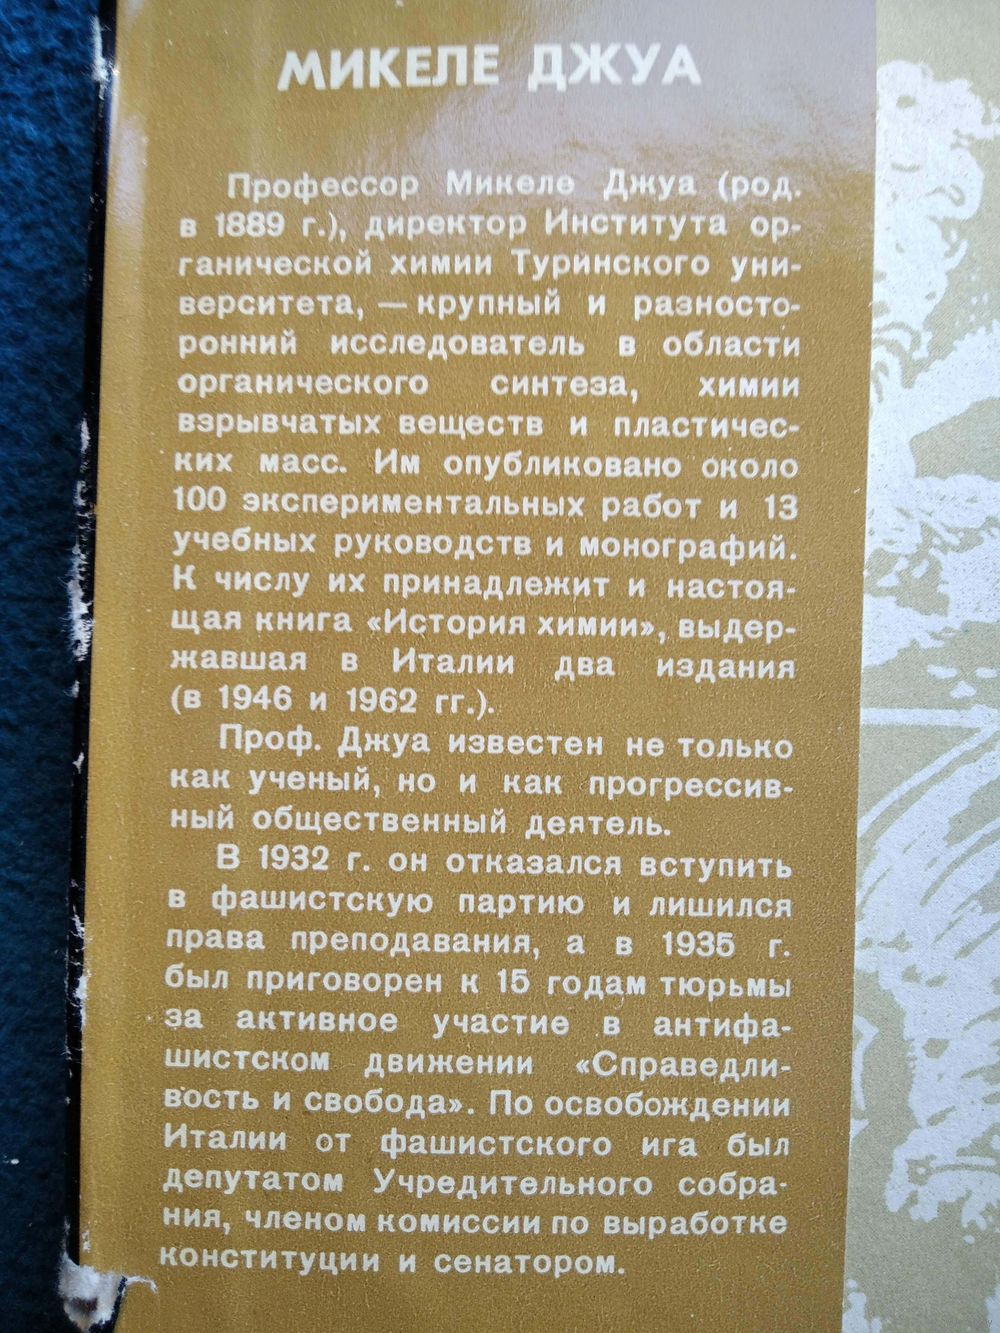 МИКЕЛЕ ДЖУА
Профессор Микеле Джуа (род.
в 1889 г.), директор Института ор-
ганической химии Туринского уни-
верситета, — крупный и разносто-
ронний исследователь в области
органического синтеза, химии
взрывчатых веществ и пластичес-
ких масс. Им опубликовано около
100 экспериментальных работ и 13
учебных руководств и монографий.
К числу их принадлежит и настоя-
щая книга «История химии», выдер-
жавшая в Италии два издания
(в 1946 и 1962 гг.).
Проф. Джуа известен не только
как ученый, но и как прогрессив-
ный общественный деятель.
В 1932 г. он отказался вступить
в фашистскую партию и лишился
права преподавания, а в 1935 г.
был приговорен к 15 годам тюрьмы
за активное участие в антифа-
шистском движении «Справедли-
вость и свобода». По освобождении
Италии от фашистского ига был
депутатом Учредительного собра-
ния, членом комиссии по выработке
конституции и сенатором.